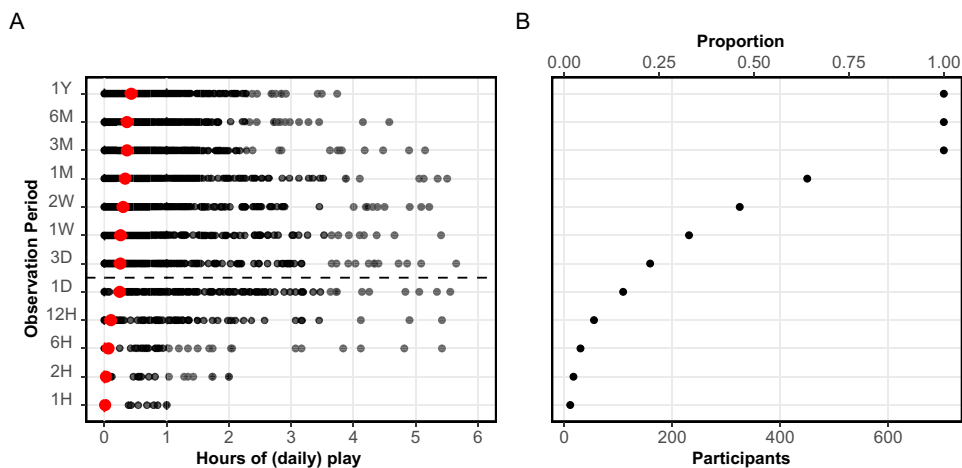 A
B
Proportion
0.00 0.25 0.50 0.75 1.00
Observation Period
1Y
6M
3M
1M
2W
1W
3D
1D
12H
6H
2H
1H
0 1 2 3 4 5 6
Hours of (daily) play
0 200 400 600
Participants